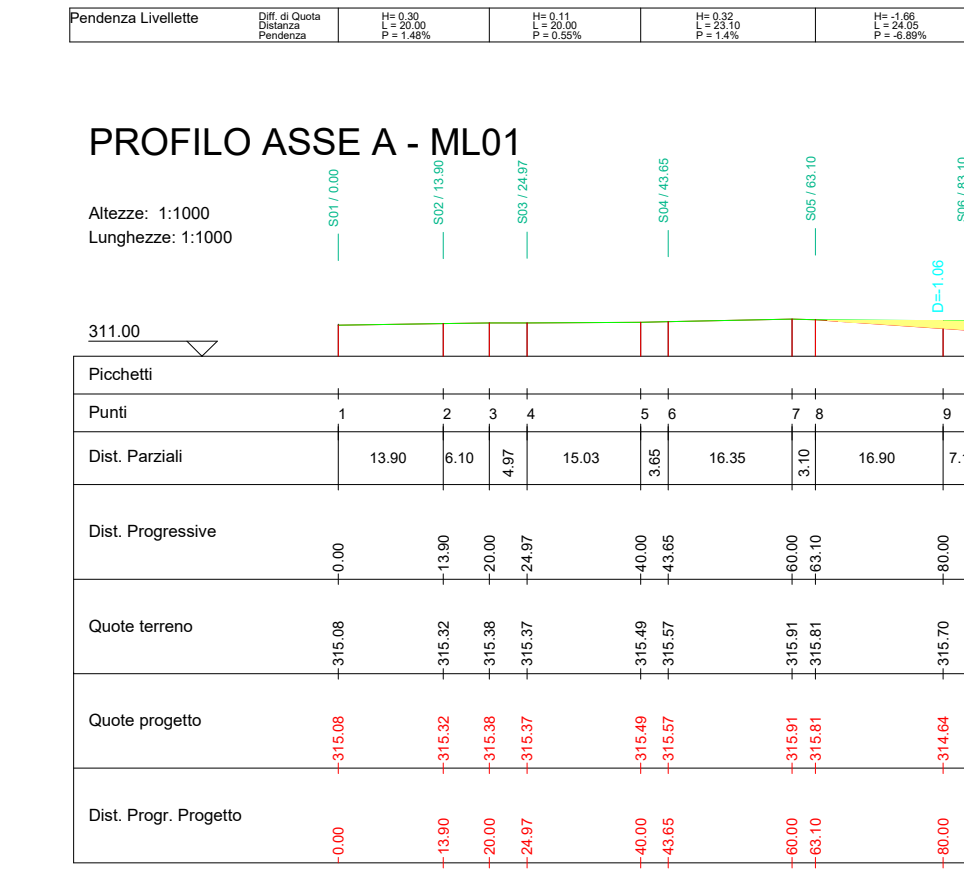 Pendenza Livellette
Diff. di Quota
Distanza
Pendenza
H= 0.30
L = 20.00
P = 1.48%
H= 0.11
L = 20.00
P = 0.55%
H= 0.32
L = 23.10
P = 1.4%
H= -1.66
L = 24.05
P = -6.89%
PROFILO ASSE A - ML01
Altezze: 1:1000
Lunghezze: 1:1000
S01 / 0.00
S02 / 13.90
S03 / 24.97
S04 / 43.65
S05 / 63.10
S06 / 83.10
D=-1.06
311.00
Picchetti
Punti 1 2 3 4 5 6 7 8 9
Dist. Parziali 13.90 6.10 4.97 15.03 3.65 16.35 3.10 16.90
Dist. Progressive 0.00 13.90 20.00 24.97 40.00 43.65 60.00 63.10 80.00
Quote terreno 315.08 315.32 315.38 315.37 315.49 315.57 315.91 315.81 315.70
Quote progetto 315.08 315.32 315.38 315.37 315.49 315.57 315.91 315.81 314.64
Dist. Progr. Progetto 0.00 13.90 20.00 24.97 40.00 43.65 60.00 63.10 80.00